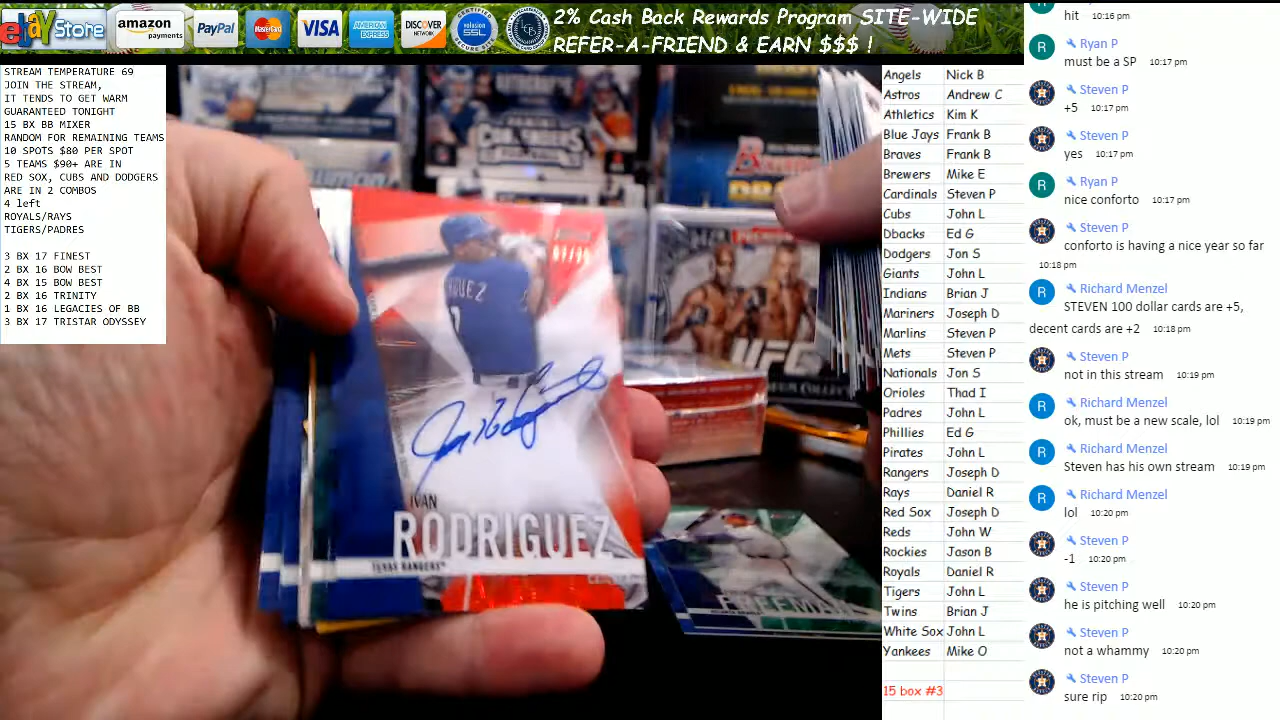 ebay Store
amazon payments
PayPal
MasterCard
VISA
AMERICAN EXPRESS
DISCOVER NETWORK
volusion SSL
2% Cash Back Rewards Program SITE-WIDE
REFER-A-FRIEND & EARN $$$ !
STREAM TEMPERATURE 69
JOIN THE STREAM,
IT TENDS TO GET WARM
GUARANTEED TONIGHT
15 BX BB MIXER
RANDOM FOR REMAINING TEAMS
10 SPOTS $80 PER SPOT
5 TEAMS $90+ ARE IN
RED SOX, CUBS AND DODGERS
ARE IN 2 COMBOS
4 left
ROYALS/RAYS
TIGERS/PADRES
3 BX 17 FINEST
2 BX 16 BOW BEST
4 BX 15 BOW BEST
2 BX 16 TRINITY
1 BX 16 LEGACIES OF BB
3 BX 17 TRISTAR ODYSSEY
IVAN
RODRIGUEZ
TEXAS RANGERS
UFC
Angels Nick B
Astros Andrew C
Athletics Kim K
Blue Jays Frank B
Braves Frank B
Brewers Mike E
Cardinals Steven P
Cubs John L
Dbacks Ed G
Dodgers Jon S
Giants John L
Indians Brian J
Mariners Joseph D
Marlins Steven P
Mets Steven P
Nationals Jon S
Orioles Thad I
Padres John L
Phillies Ed G
Pirates John L
Rangers Joseph D
Rays Daniel R
Red Sox Joseph D
Reds John W
Rockies Jason B
Royals Daniel R
Tigers John L
Twins Brian J
White Sox John L
Yankees Mike O
15 box #3
hit 10:16 pm
R Ryan P
must be a SP 10:17 pm
Steven P
+5 10:17 pm
Steven P
yes 10:17 pm
R Ryan P
nice conforto 10:17 pm
Steven P
conforto is having a nice year so far
10:18 pm
R Richard Menzel
STEVEN 100 dollar cards are +5,
decent cards are +2 10:18 pm
Steven P
not in this stream 10:19 pm
R Richard Menzel
ok, must be a new scale, lol 10:19 pm
R Richard Menzel
Steven has his own stream 10:19 pm
R Richard Menzel
lol 10:20 pm
Steven P
-1 10:20 pm
Steven P
he is pitching well 10:20 pm
Steven P
not a whammy 10:20 pm
Steven P
sure rip 10:20 pm